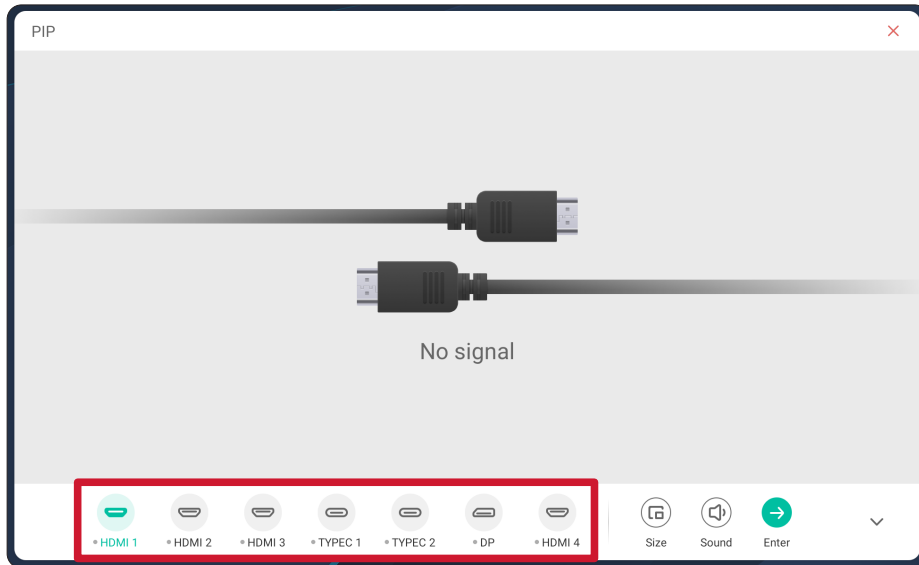 PIP
No signal
HDMI 1 HDMI 2 HDMI 3 TYPEC 1 TYPEC 2 DP HDMI 4 Size Sound Enter